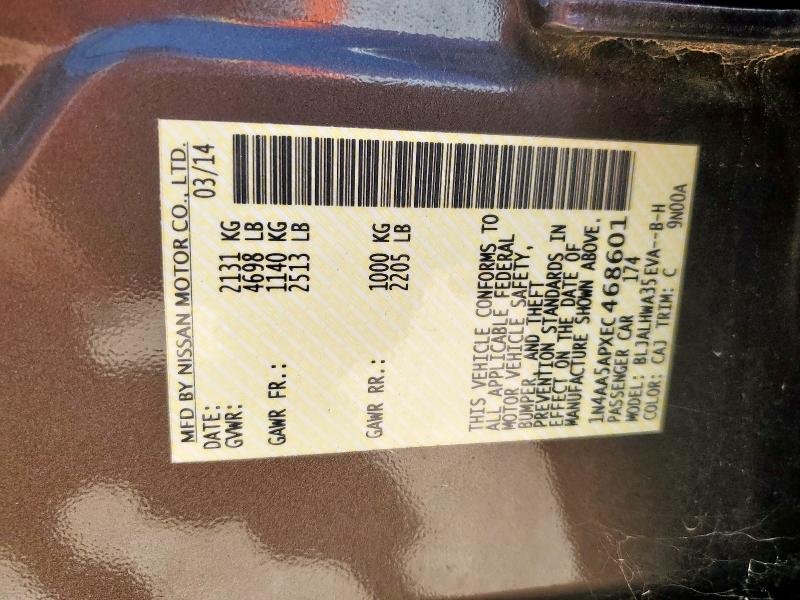 MFD BY NISSAN MOTOR CO., LTD.
DATE: 03/14
GVWR: 2131 KG
4698 LB
GAWR FR.: 1140 KG
2513 LB
GAWR RR.: 1000 KG
2205 LB
THIS VEHICLE CONFORMS TO
ALL APPLICABLE FEDERAL
MOTOR VEHICLE SAFETY,
BUMPER, AND THEFT
PREVENTION STANDARDS IN
EFFECT ON THE DATE OF
MANUFACTURE SHOWN ABOVE.
1N4AA5APXEC468601
PASSENGER CAR 174
MODEL: BLJALHWA35EVA--B-H
COLOR: CAJ TRIM: C 9N00A